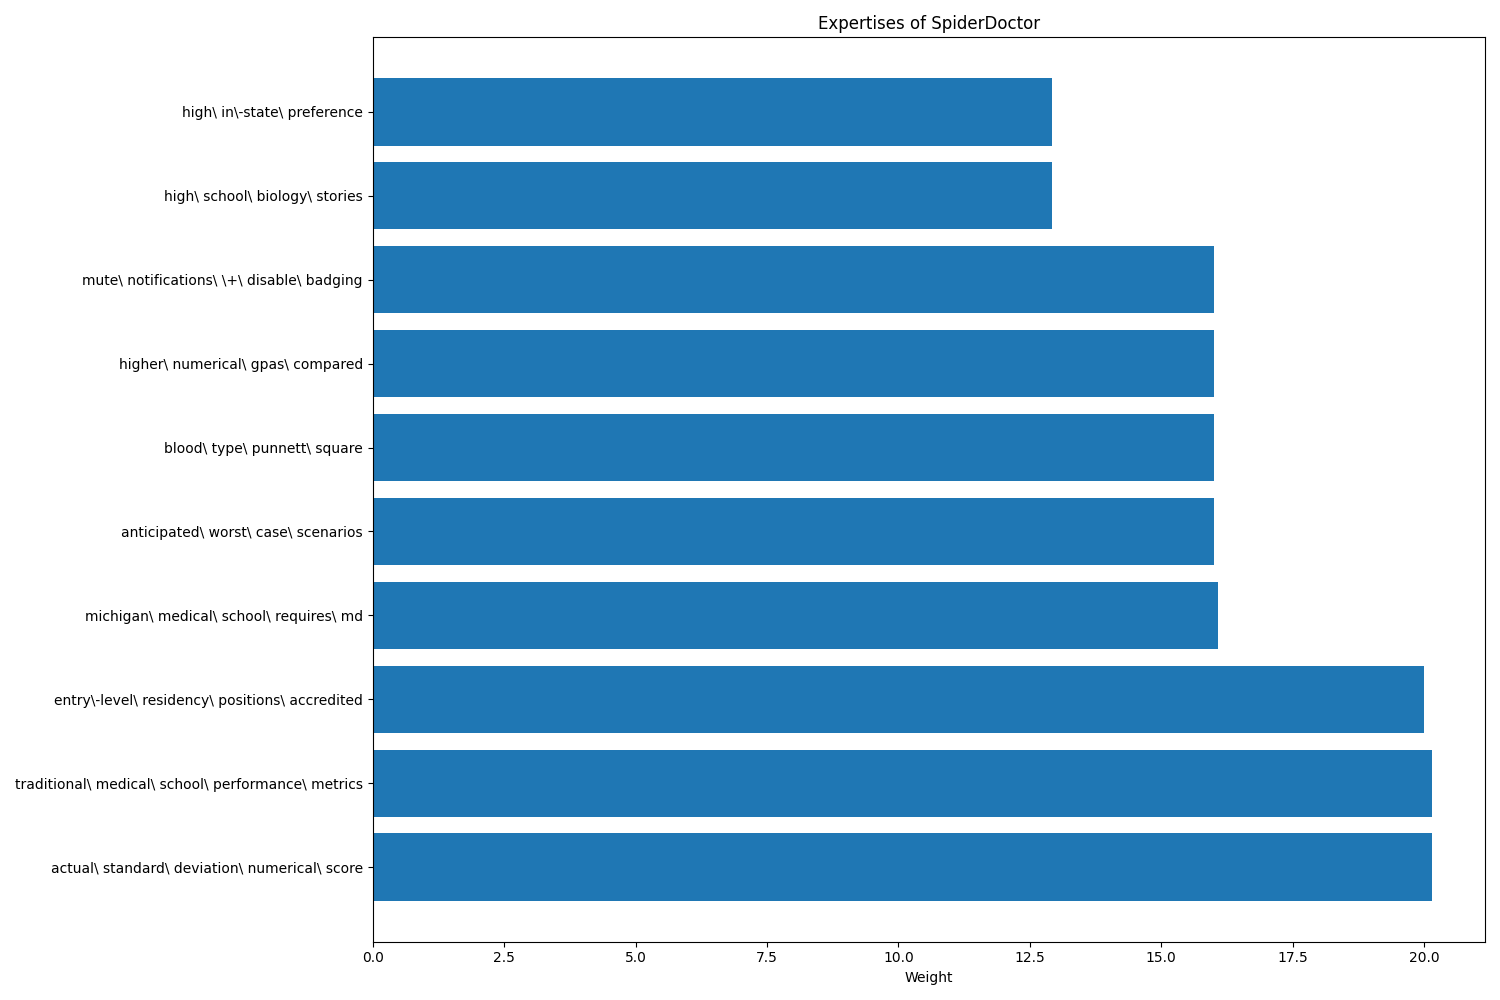 Expertises of SpiderDoctor
high\ in\-state\ preference
high\ school\ biology\ stories
mute\ notifications\ \+\ disable\ badging
higher\ numerical\ gpas\ compared
blood\ type\ punnett\ square
anticipated\ worst\ case\ scenarios
michigan\ medical\ school\ requires\ md
entry\-level\ residency\ positions\ accredited
traditional\ medical\ school\ performance\ metrics
actual\ standard\ deviation\ numerical\ score
0.0 2.5 5.0 7.5 10.0 12.5 15.0 17.5 20.0
Weight